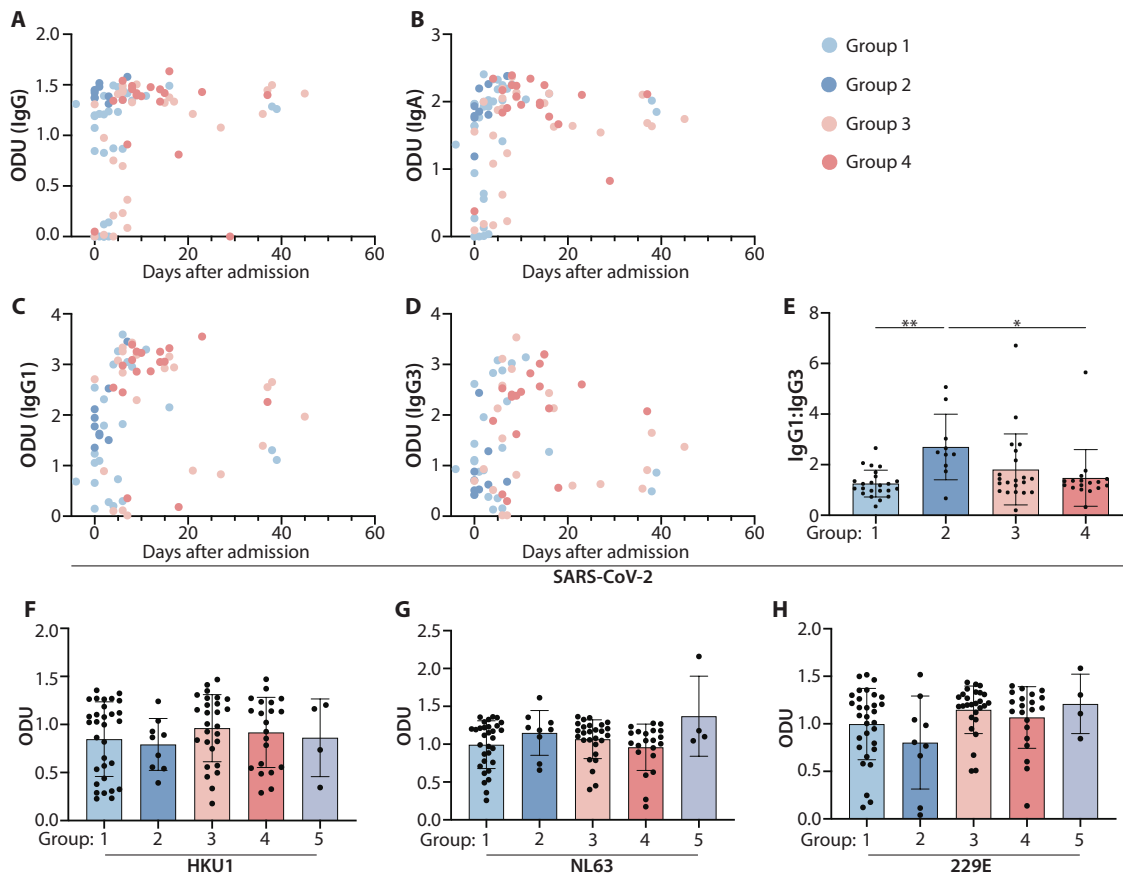 A
ODU (IgG)
2.0
1.5
1.0
0.5
0.0
0
20
40
60
Days after admission
B
ODU (IgA)
3
2
1
0
0
20
40
60
Days after admission
Group 1
Group 2
Group 3
Group 4
C
ODU (IgG1)
4
3
2
1
0
0
20
40
60
Days after admission
D
ODU (IgG3)
4
3
2
1
0
0
20
40
60
Days after admission
E
IgG1:IgG3
8
6
4
2
0
** *
Group: 1 2 3 4
SARS-CoV-2
F
ODU
2.0
1.5
1.0
0.5
0.0
Group: 1 2 3 4 5
HKU1
G
ODU
2.5
2.0
1.5
1.0
0.5
0.0
Group: 1 2 3 4 5
NL63
H
ODU
2.0
1.5
1.0
0.5
0.0
Group: 1 2 3 4 5
229E